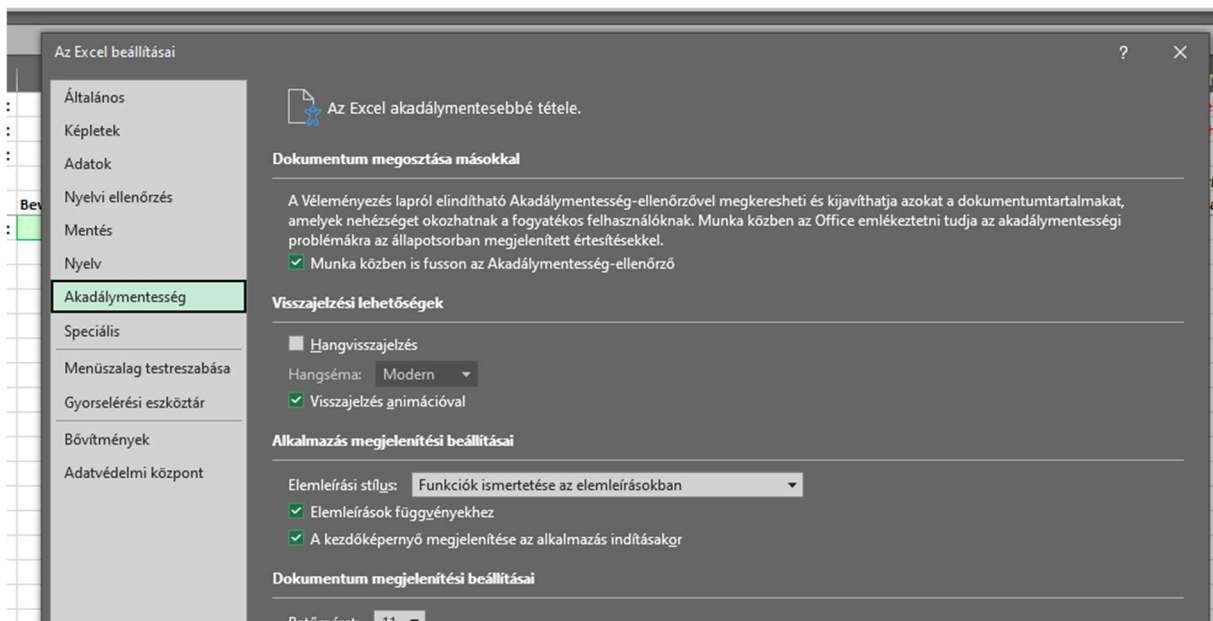 Az Excel beállításai
?
Általános
Képletek
Adatok
Nyelvi ellenőrzés
Mentés
Nyelv
Akadálymentesség
Speciális
Menüszalag testreszabása
Gyorselérési eszköztár
Bővítmények
Adatvédelmi központ
Az Excel akadálymentesebbé tétele.
Dokumentum megosztása másokkal
A Véleményezés lapról elindítható Akadálymentesség-ellenőrzővel megkeresheti és kijavíthatja azokat a dokumentumtartalmakat,
amelyek nehézséget okozhatnak a fogyatékos felhasználóknak. Munka közben az Office emlékeztetni tudja az akadálymentességi
problémákra az állapotsorban megjelenített értesítésekkel.
Munka közben is fusson az Akadálymentesség-ellenőrző
Visszajelzési lehetőségek
Hangvisszajelzés
Hangséma: Modern
Visszajelzés animációval
Alkalmazás megjelenítési beállításai
Elemleírási stílus: Funkciók ismertetése az elemleírásokban
Elemleírások függvényekhez
A kezdőképernyő megjelenítése az alkalmazás indításakor
Dokumentum megjelenítési beállításai